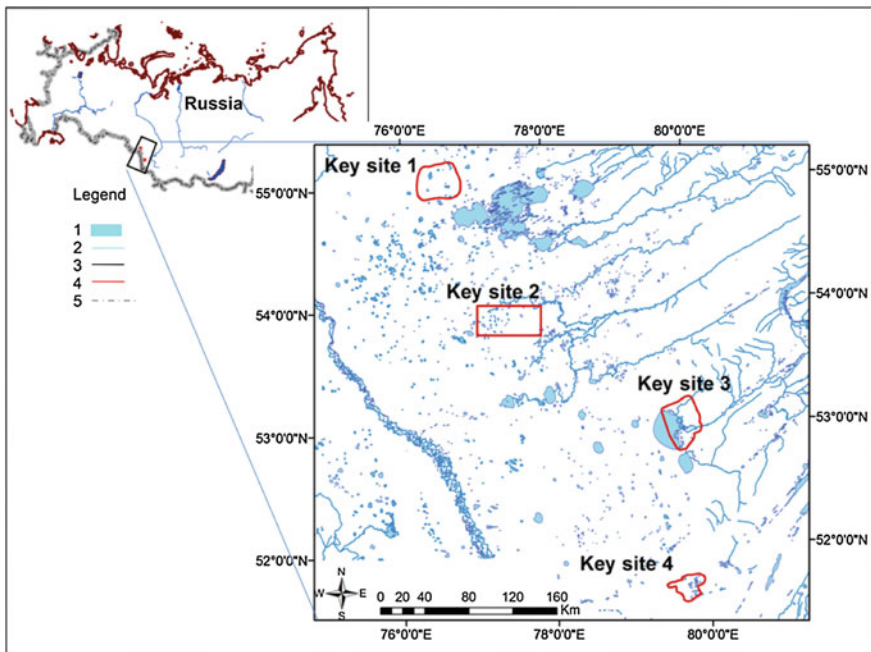 Russia
Legend
1
2
3
4
5
76°0'0"E 78°0'0"E 80°0'0"E
Key site 1
55°0'0"N 55°0'0"N
Key site 2
54°0'0"N 54°0'0"N
Key site 3
53°0'0"N 53°0'0"N
52°0'0"N 52°0'0"N
Key site 4
N
W E
S
0 20 40 80 120 160
Km
76°0'0"E 78°0'0"E 80°0'0"E